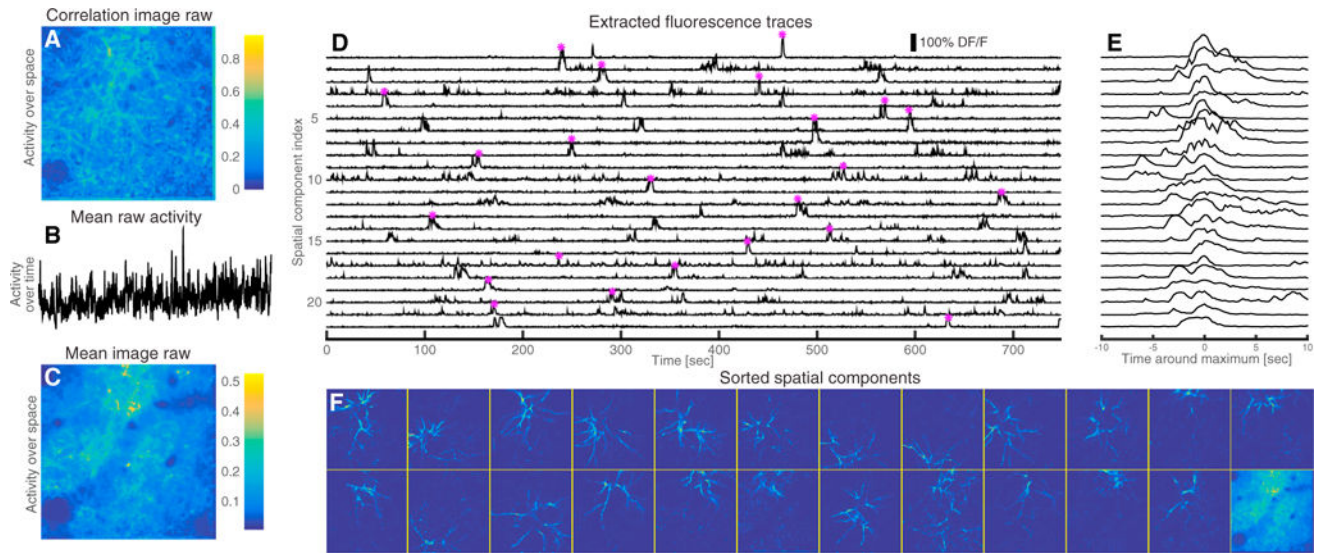 Correlation image raw
A
Activity over space
0.8
0.6
0.4
0.2
0
Mean raw activity
B
Activity
over time
Mean image raw
C
Activity over space
0.5
0.4
0.3
0.2
0.1
Extracted fluorescence traces
D
100% DF/F
Spatial component index
5
10
15
20
0 100 200 300 400 500 600 700
Time [sec]
E
-10 -5 0 5 10
Time around maximum [sec]
Sorted spatial components
F